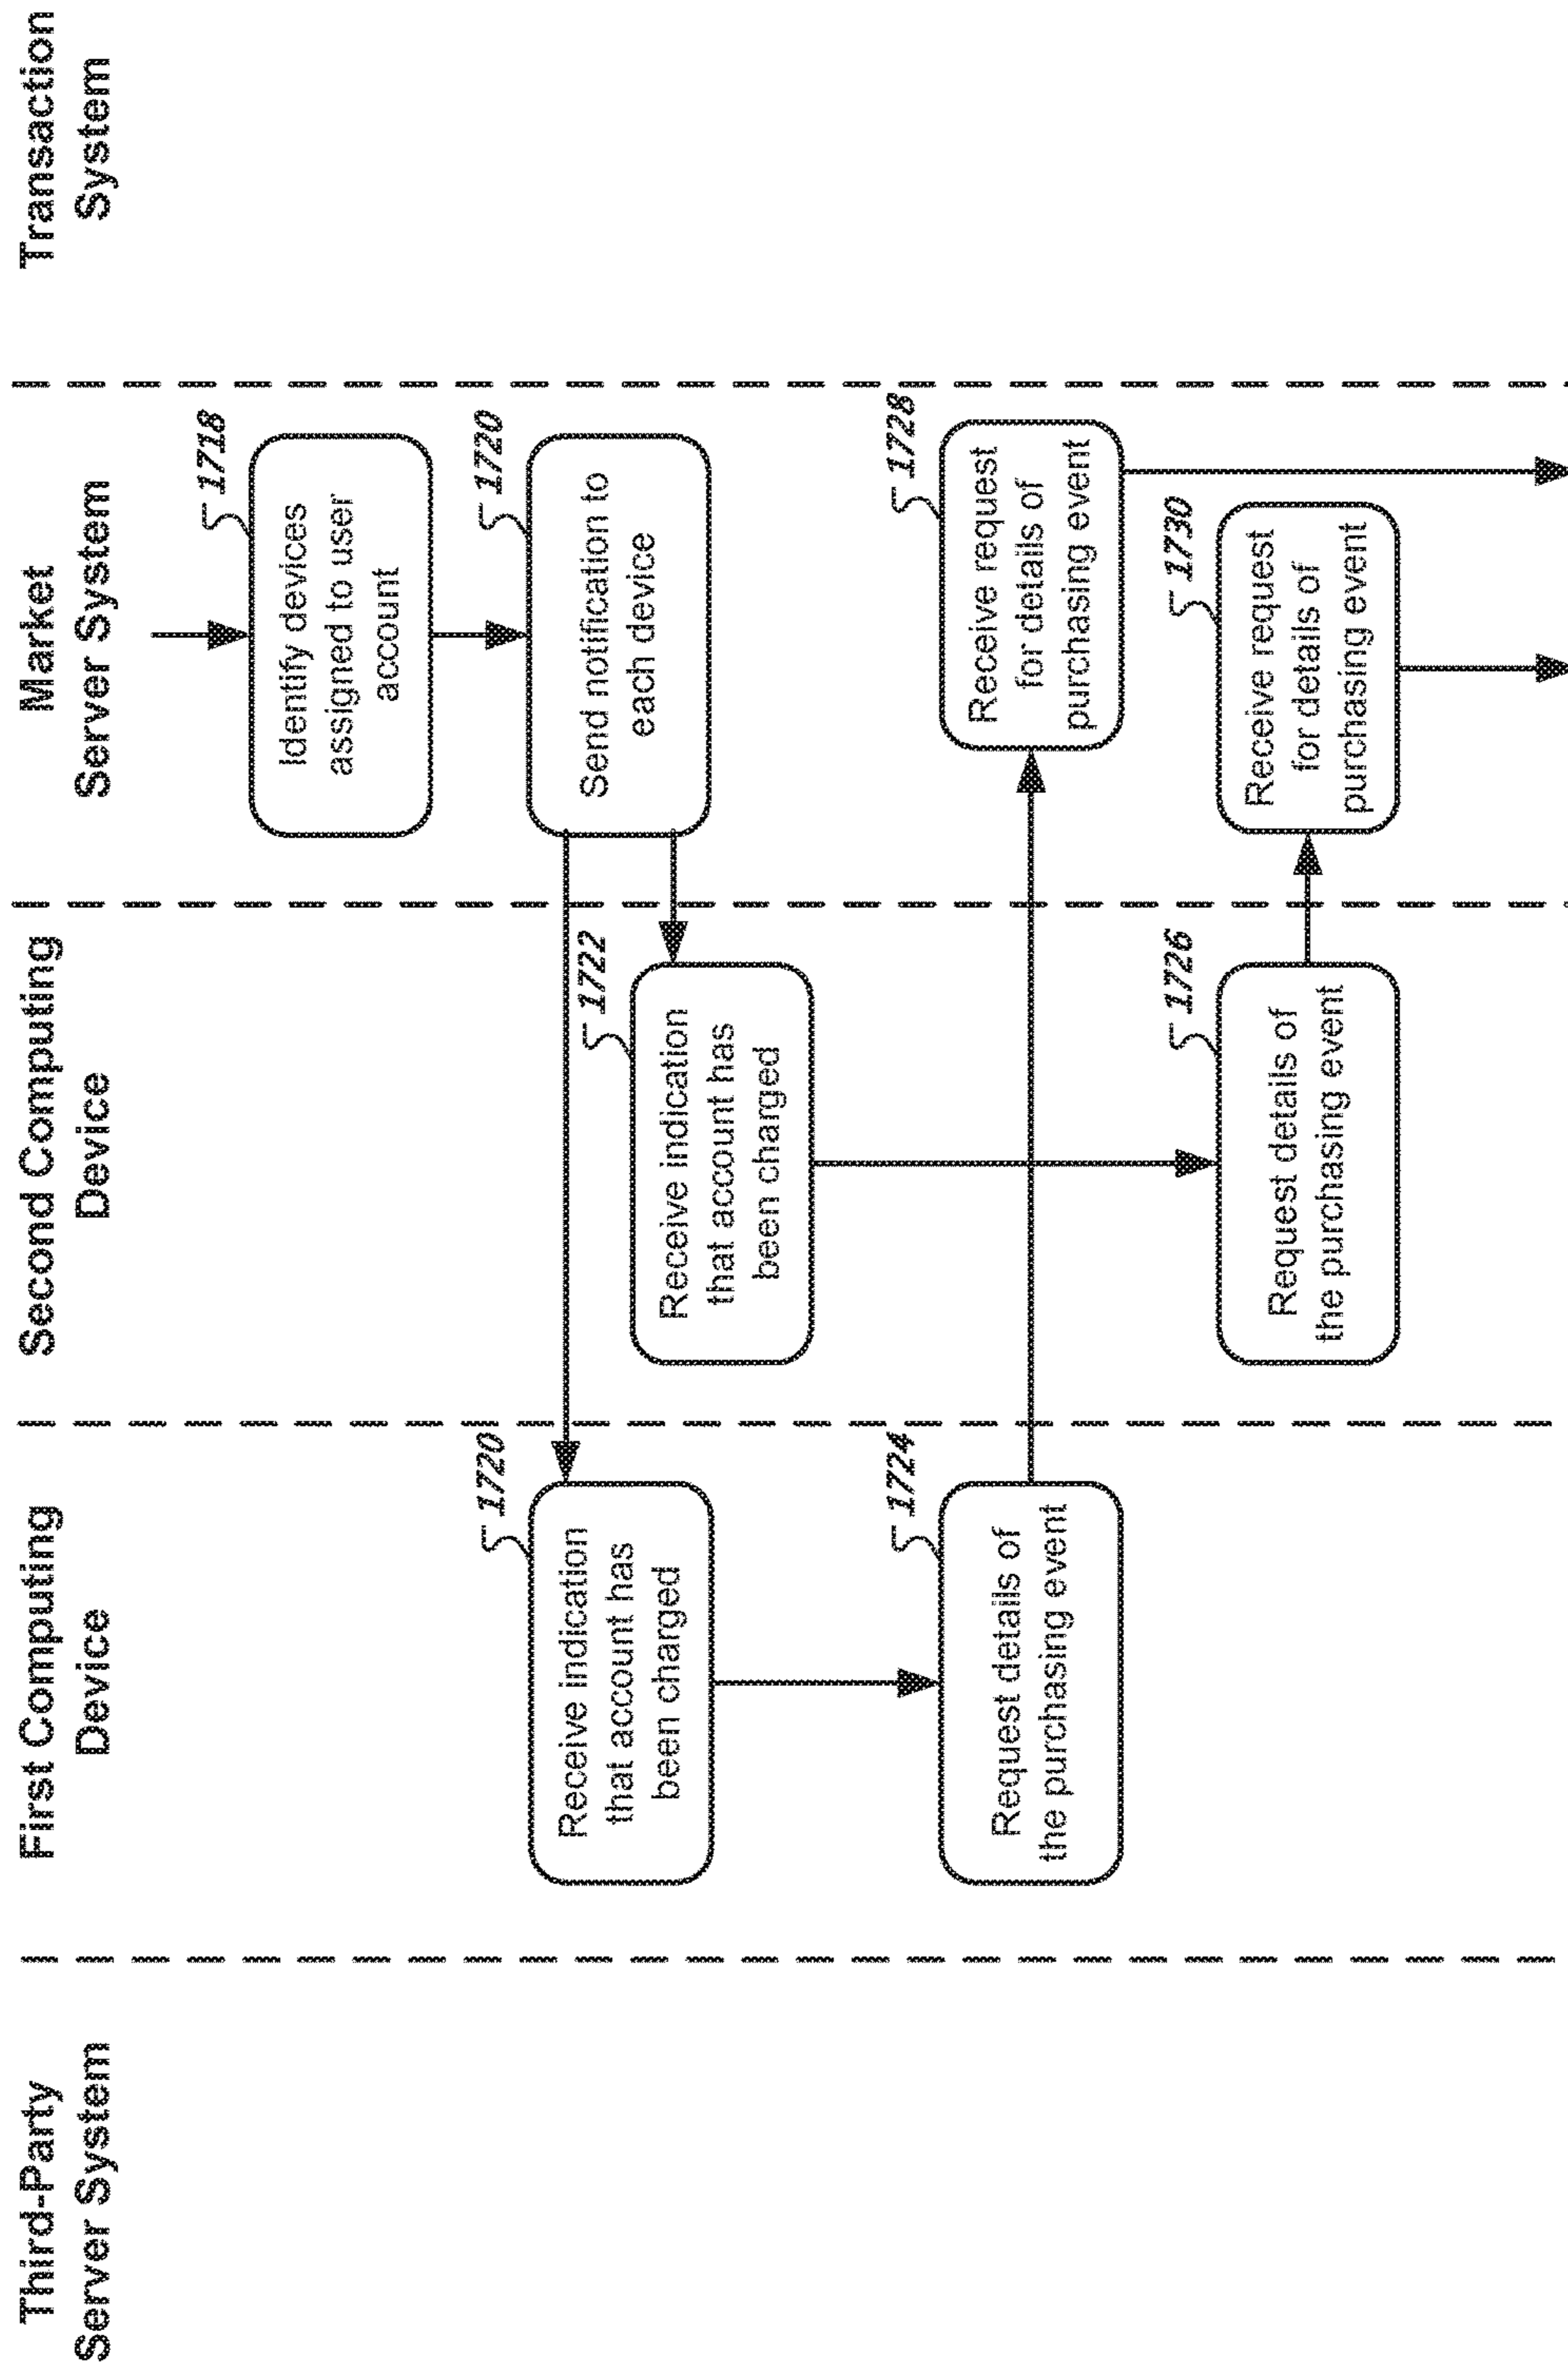 Third-Party
Server System
First Computing
Device
Second Computing
Device
Market
Server System
Transaction
System
1718
Identify devices
assigned to user
account
1720
Send notification to
each device
1720
Receive indication
that account has
been charged
1722
Receive indication
that account has
been charged
1724
Request details of
the purchasing event
1728
Receive request
for details of
purchasing event
1726
Request details of
the purchasing event
1730
Receive request
for details of
purchasing event